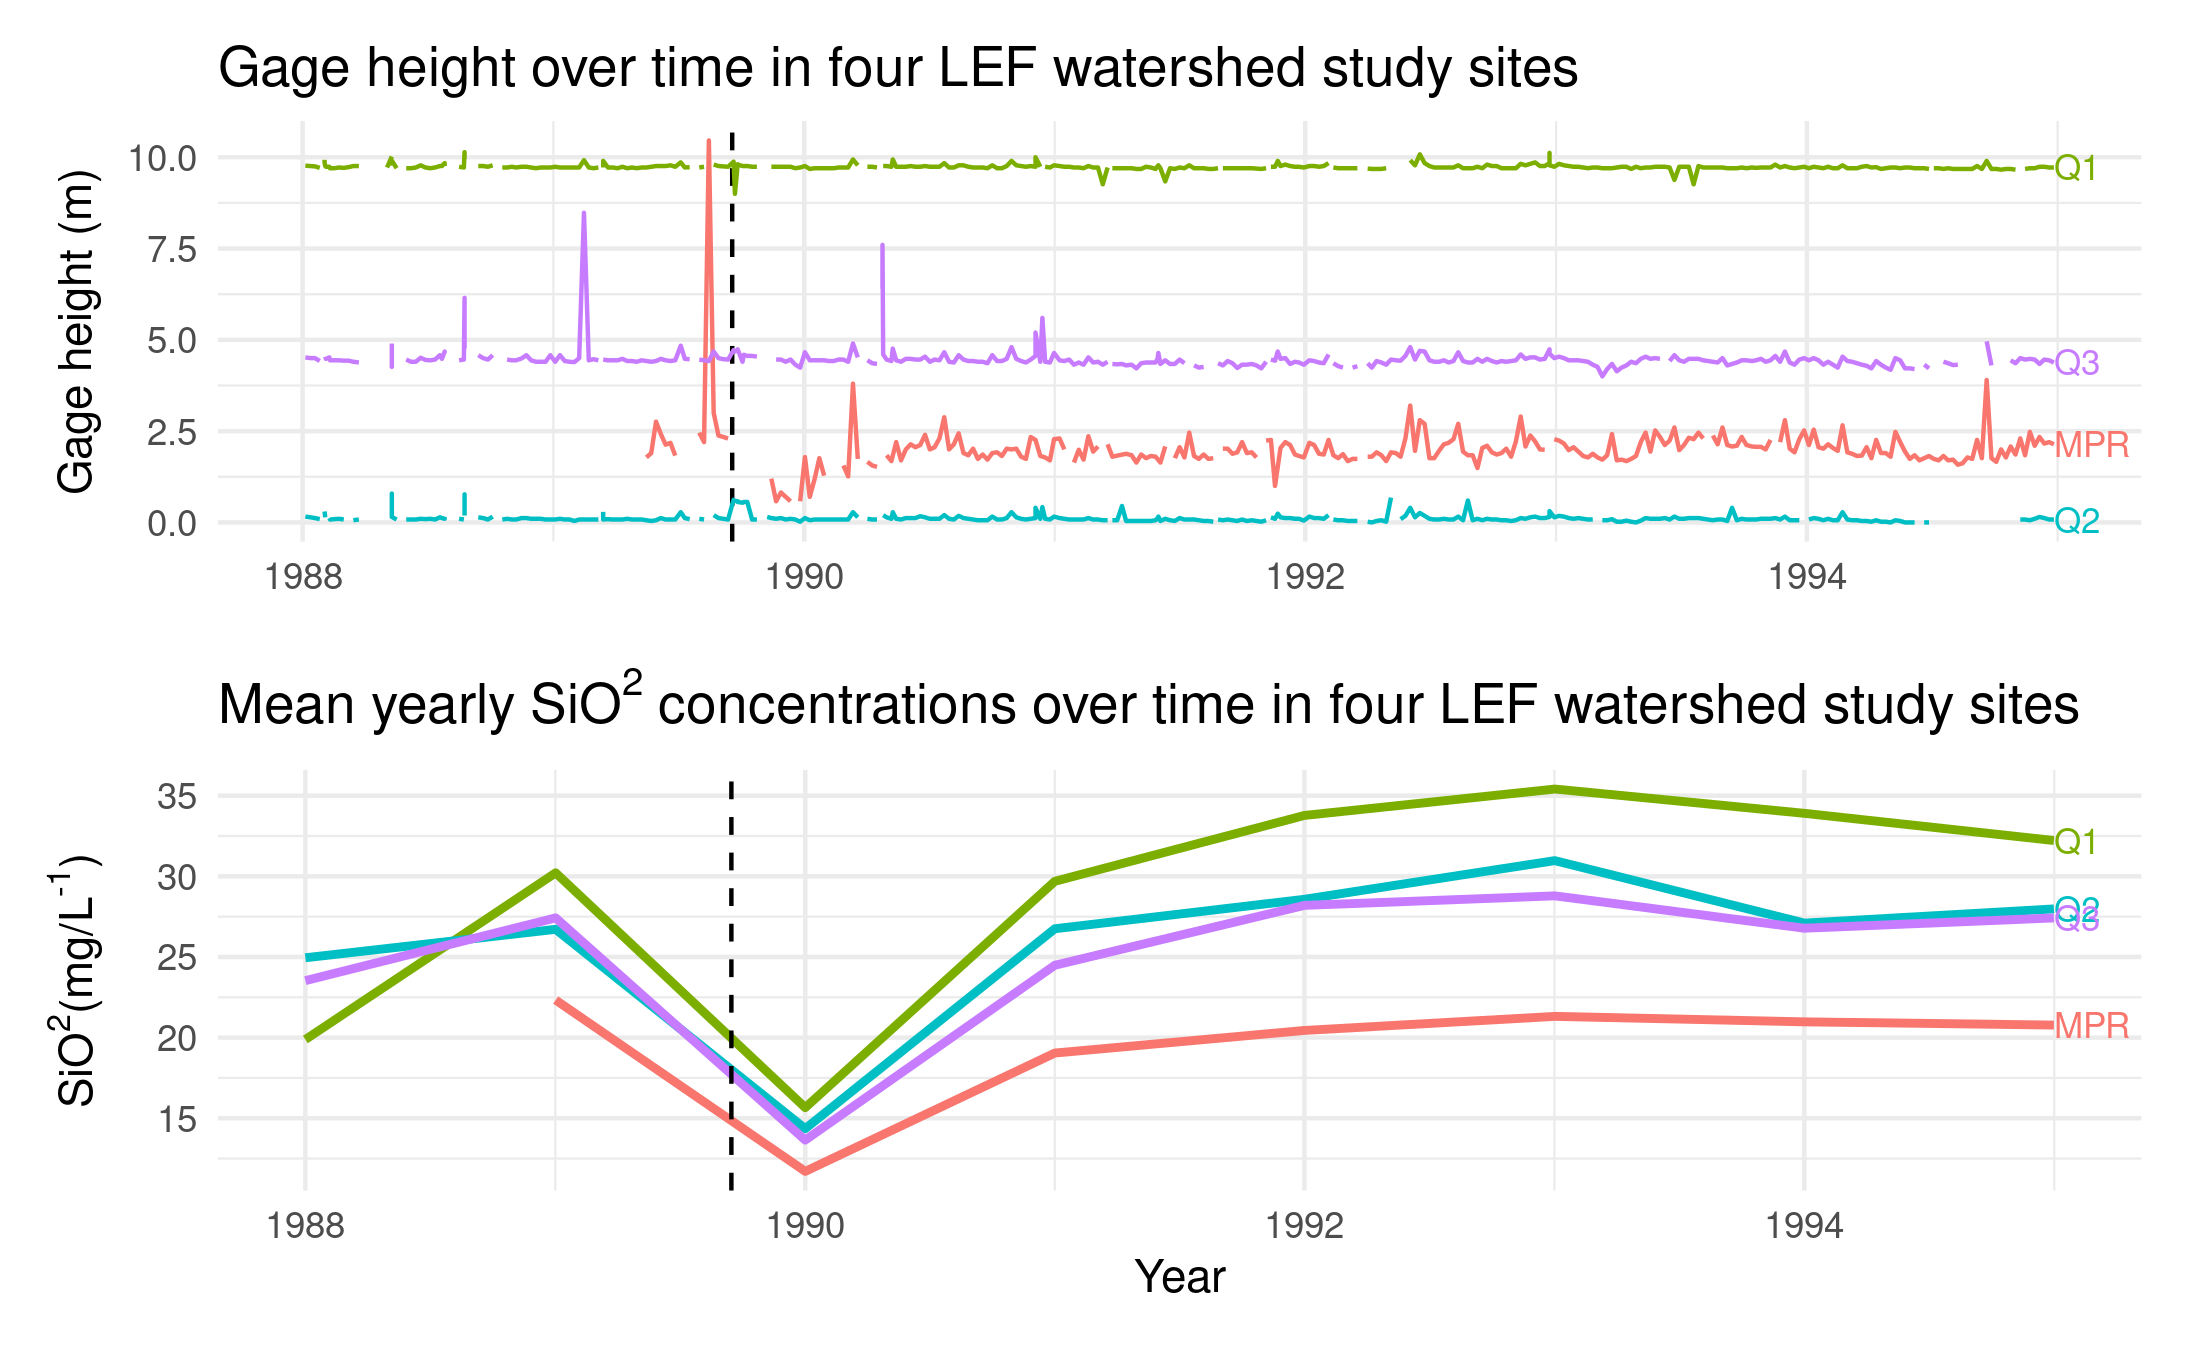 Gage height over time in four LEF watershed study sites
Gage height (m)
10.0
7.5
5.0
2.5
0.0
Q1
Q3
MPR
Q2
1988 1990 1992 1994
Mean yearly SiO² concentrations over time in four LEF watershed study sites
SiO²(mg/L⁻¹)
35
30
25
20
15
Q1
Q2
Q3
MPR
1988 1990 1992 1994
Year